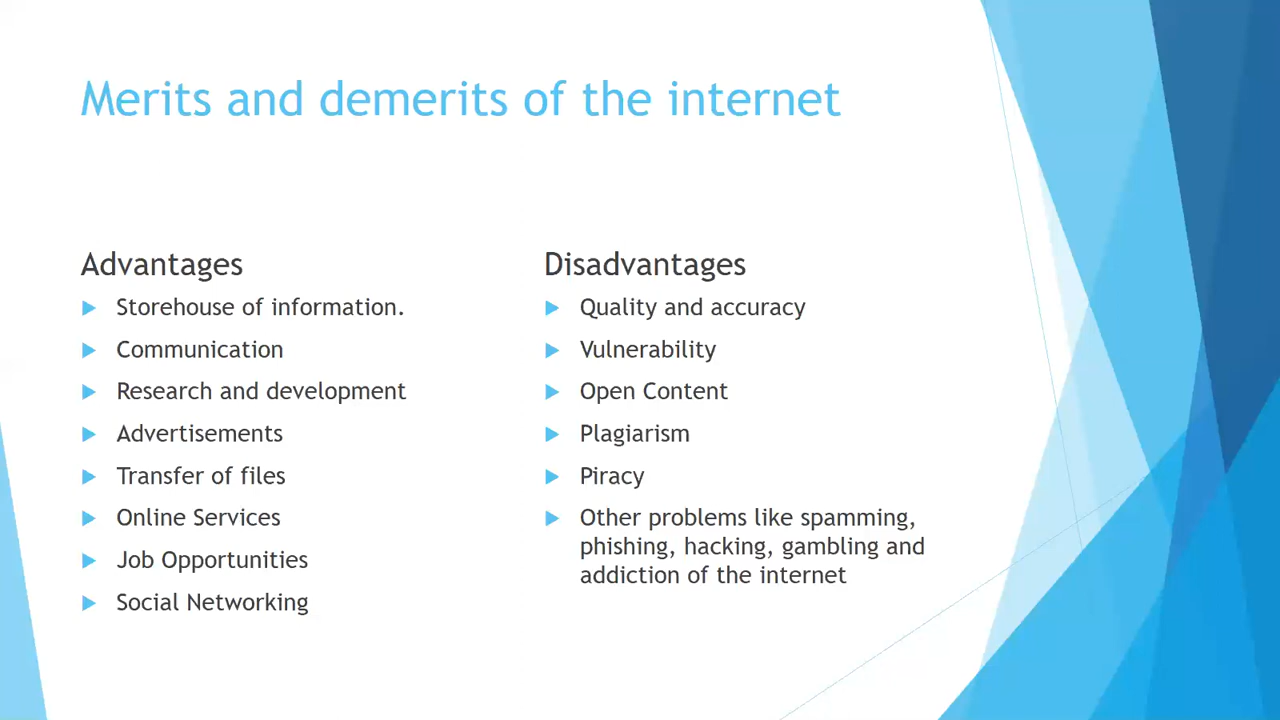 Merits and demerits of the internet
Advantages
Storehouse of information.
Communication
Research and development
Advertisements
Transfer of files
Online Services
Job Opportunities
Social Networking
Disadvantages
Quality and accuracy
Vulnerability
Open Content
Plagiarism
Piracy
Other problems like spamming,
phishing, hacking, gambling and
addiction of the internet